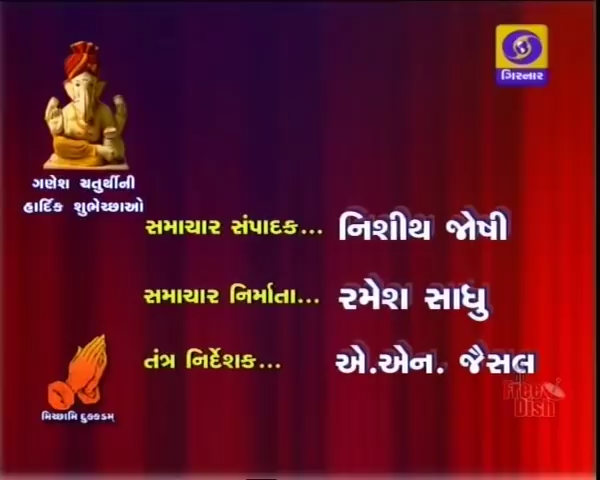 ગિરનાર
ગણેશ ચતુર્થીની
હાર્દિક શુભેચ્છાઓ
સમાચાર સંપાદક... નિશીથ જોષી
સમાચાર નિર્માતા... રમેશ સાધુ
તંત્ર નિર્દેશક... એ.એન. જૈસલ
મિચ્છામિ દુક્કડમ્
Free
Dish